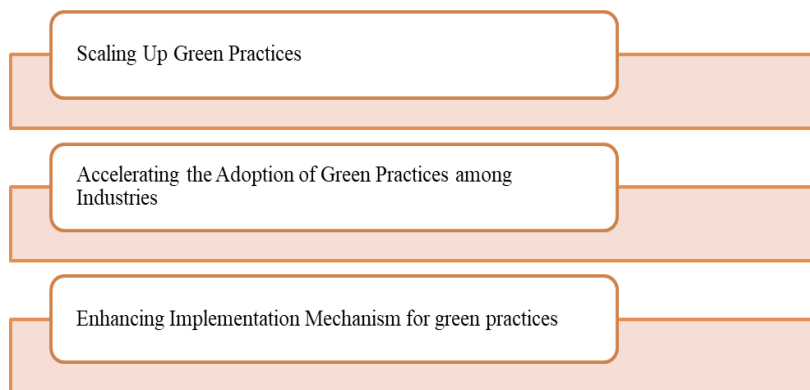 Scaling Up Green Practices
Accelerating the Adoption of Green Practices among
Industries
Enhancing Implementation Mechanism for green practices